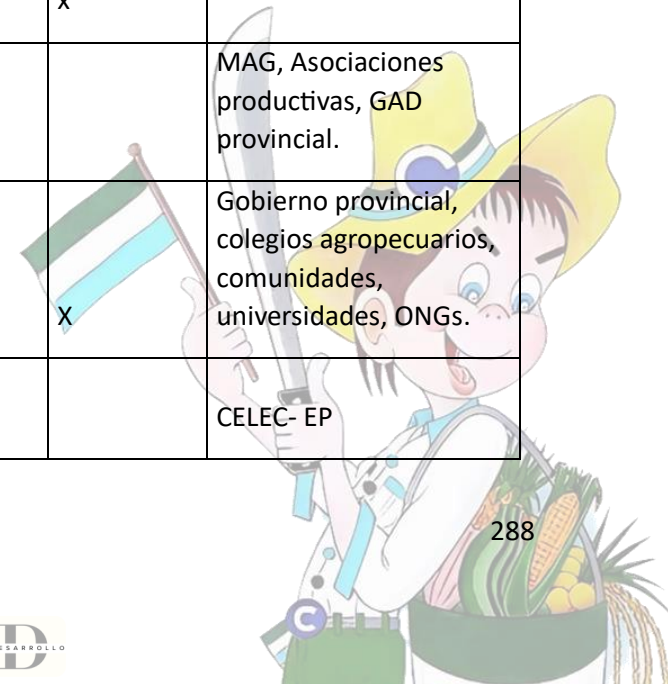 x
MAG, Asociaciones
productivas, GAD
provincial.
Gobierno provincial,
colegios agropecuarios,
comunidades,
X
universidades, ONGs.
CELEC- EP
288
C